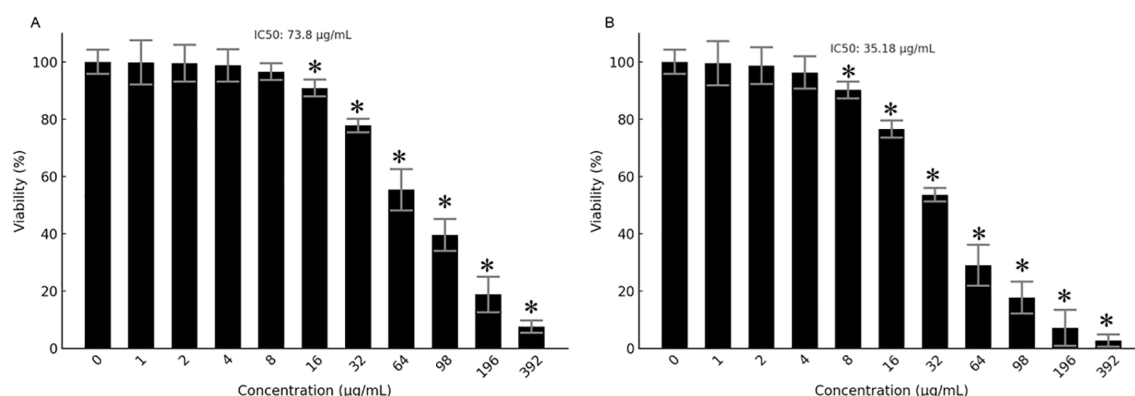 A
IC50: 73.8 μg/mL
Viability (%)
100
80
60
40
20
0
* * * * * *
0 1 2 4 8 16 32 64 98 196 392
Concentration (μg/mL)
B
IC50: 35.18 μg/mL
Viability (%)
100
80
60
40
20
0
* * * * * * *
0 1 2 4 8 16 32 64 98 196 392
Concentration (μg/mL)